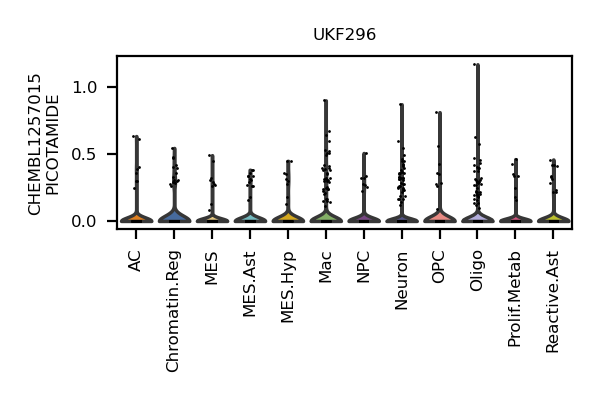 UKF296
CHEMBL1257015
PICOTAMIDE
1.0
0.5
0.0
AC
Chromatin.Reg
MES
MES.Ast
MES.Hyp
Mac
NPC
Neuron
OPC
Oligo
Prolif.Metab
Reactive.Ast